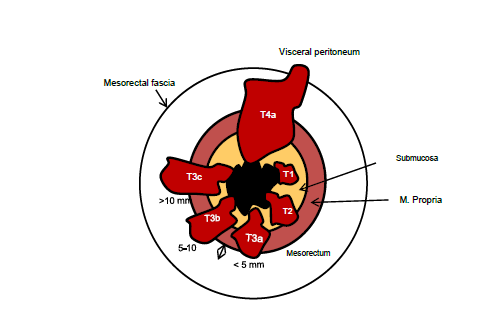 Visceral peritoneum
Mesorectal fascia
T4a
Submucosa
T3c
T1
>10 mm
M. Propria
T3b
T2
T3a
5-10
Mesorectum
< 5 mm